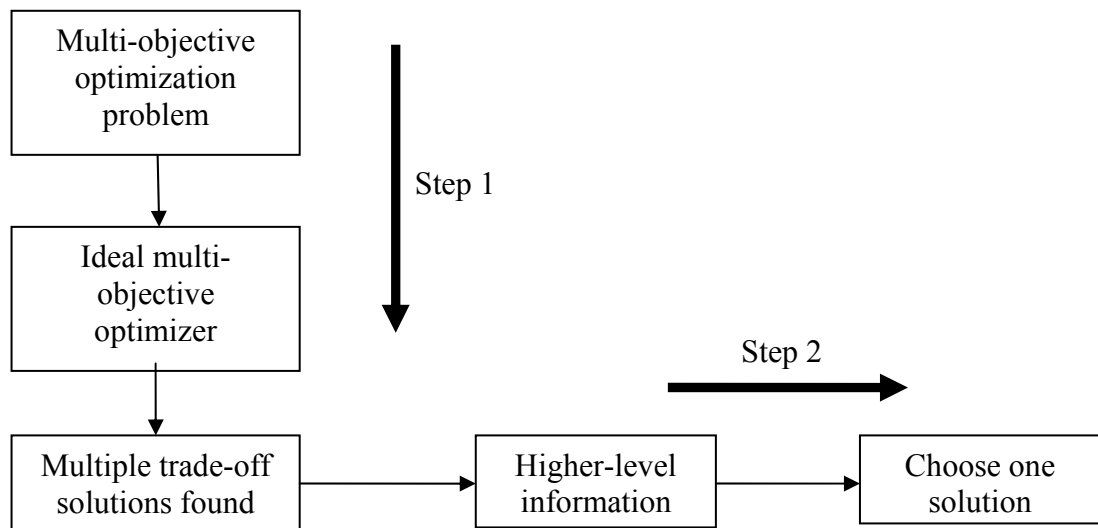 Multi-objective
optimization
problem
Step 1
Ideal multi-
objective
optimizer
Step 2
Multiple trade-off
solutions found
Higher-level
information
Choose one
solution